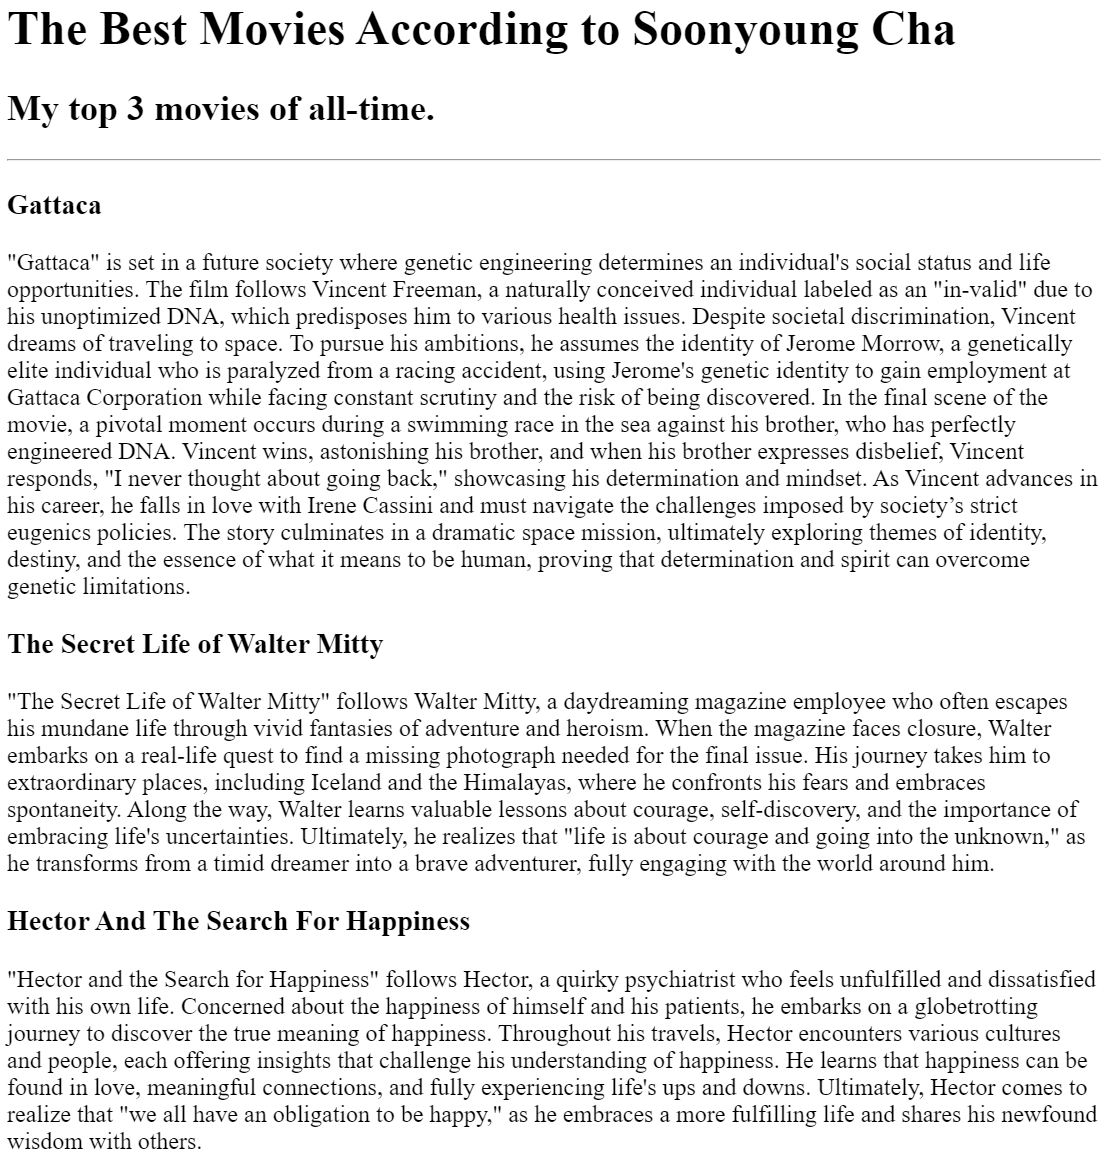 The Best Movies According to Soonyoung Cha
My top 3 movies of all-time.
Gattaca
"Gattaca" is set in a future society where genetic engineering determines an individual's social status and life
opportunities. The film follows Vincent Freeman, a naturally conceived individual labeled as an "in-valid" due to
his unoptimized DNA, which predisposes him to various health issues. Despite societal discrimination, Vincent
dreams of traveling to space. To pursue his ambitions, he assumes the identity of Jerome Morrow, a genetically
elite individual who is paralyzed from a racing accident, using Jerome's genetic identity to gain employment at
Gattaca Corporation while facing constant scrutiny and the risk of being discovered. In the final scene of the
movie, a pivotal moment occurs during a swimming race in the sea against his brother, who has perfectly
engineered DNA. Vincent wins, astonishing his brother, and when his brother expresses disbelief, Vincent
responds, "I never thought about going back," showcasing his determination and mindset. As Vincent advances in
his career, he falls in love with Irene Cassini and must navigate the challenges imposed by society’s strict
eugenics policies. The story culminates in a dramatic space mission, ultimately exploring themes of identity,
destiny, and the essence of what it means to be human, proving that determination and spirit can overcome
genetic limitations.
The Secret Life of Walter Mitty
"The Secret Life of Walter Mitty" follows Walter Mitty, a daydreaming magazine employee who often escapes
his mundane life through vivid fantasies of adventure and heroism. When the magazine faces closure, Walter
embarks on a real-life quest to find a missing photograph needed for the final issue. His journey takes him to
extraordinary places, including Iceland and the Himalayas, where he confronts his fears and embraces
spontaneity. Along the way, Walter learns valuable lessons about courage, self-discovery, and the importance of
embracing life's uncertainties. Ultimately, he realizes that "life is about courage and going into the unknown," as
he transforms from a timid dreamer into a brave adventurer, fully engaging with the world around him.
Hector And The Search For Happiness
"Hector and the Search for Happiness" follows Hector, a quirky psychiatrist who feels unfulfilled and dissatisfied
with his own life. Concerned about the happiness of himself and his patients, he embarks on a globetrotting
journey to discover the true meaning of happiness. Throughout his travels, Hector encounters various cultures
and people, each offering insights that challenge his understanding of happiness. He learns that happiness can be
found in love, meaningful connections, and fully experiencing life's ups and downs. Ultimately, Hector comes to
realize that "we all have an obligation to be happy," as he embraces a more fulfilling life and shares his newfound
wisdom with others.